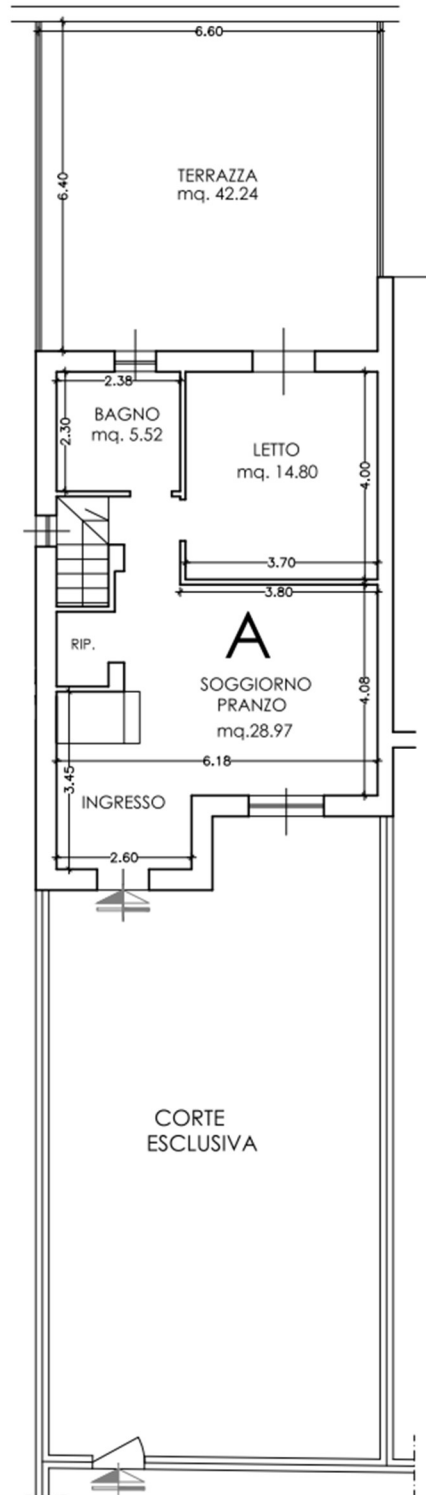 6.60
6.40
TERRAZZA
mq. 42.24
2.38
2.30
BAGNO
mq. 5.52
LETTO
mq. 14.80
4.00
3.70
3.80
A
RIP.
SOGGIORNO
PRANZO
mq.28.97
4.08
6.18
3.45
INGRESSO
2.60
CORTE
ESCLUSIVA